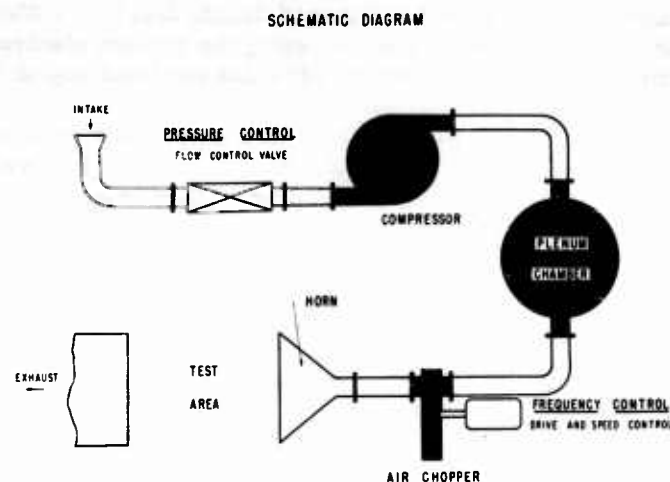 SCHEMATIC DIAGRAM
INTAKE
PRESSURE CONTROL
FLOW CONTROL VALVE
COMPRESSOR
PLENUM
CHAMBER
HORN
TEST
AREA
EXHAUST
FREQUENCY CONTROL
DRIVE AND SPEED CONTROL
AIR CHOPPER